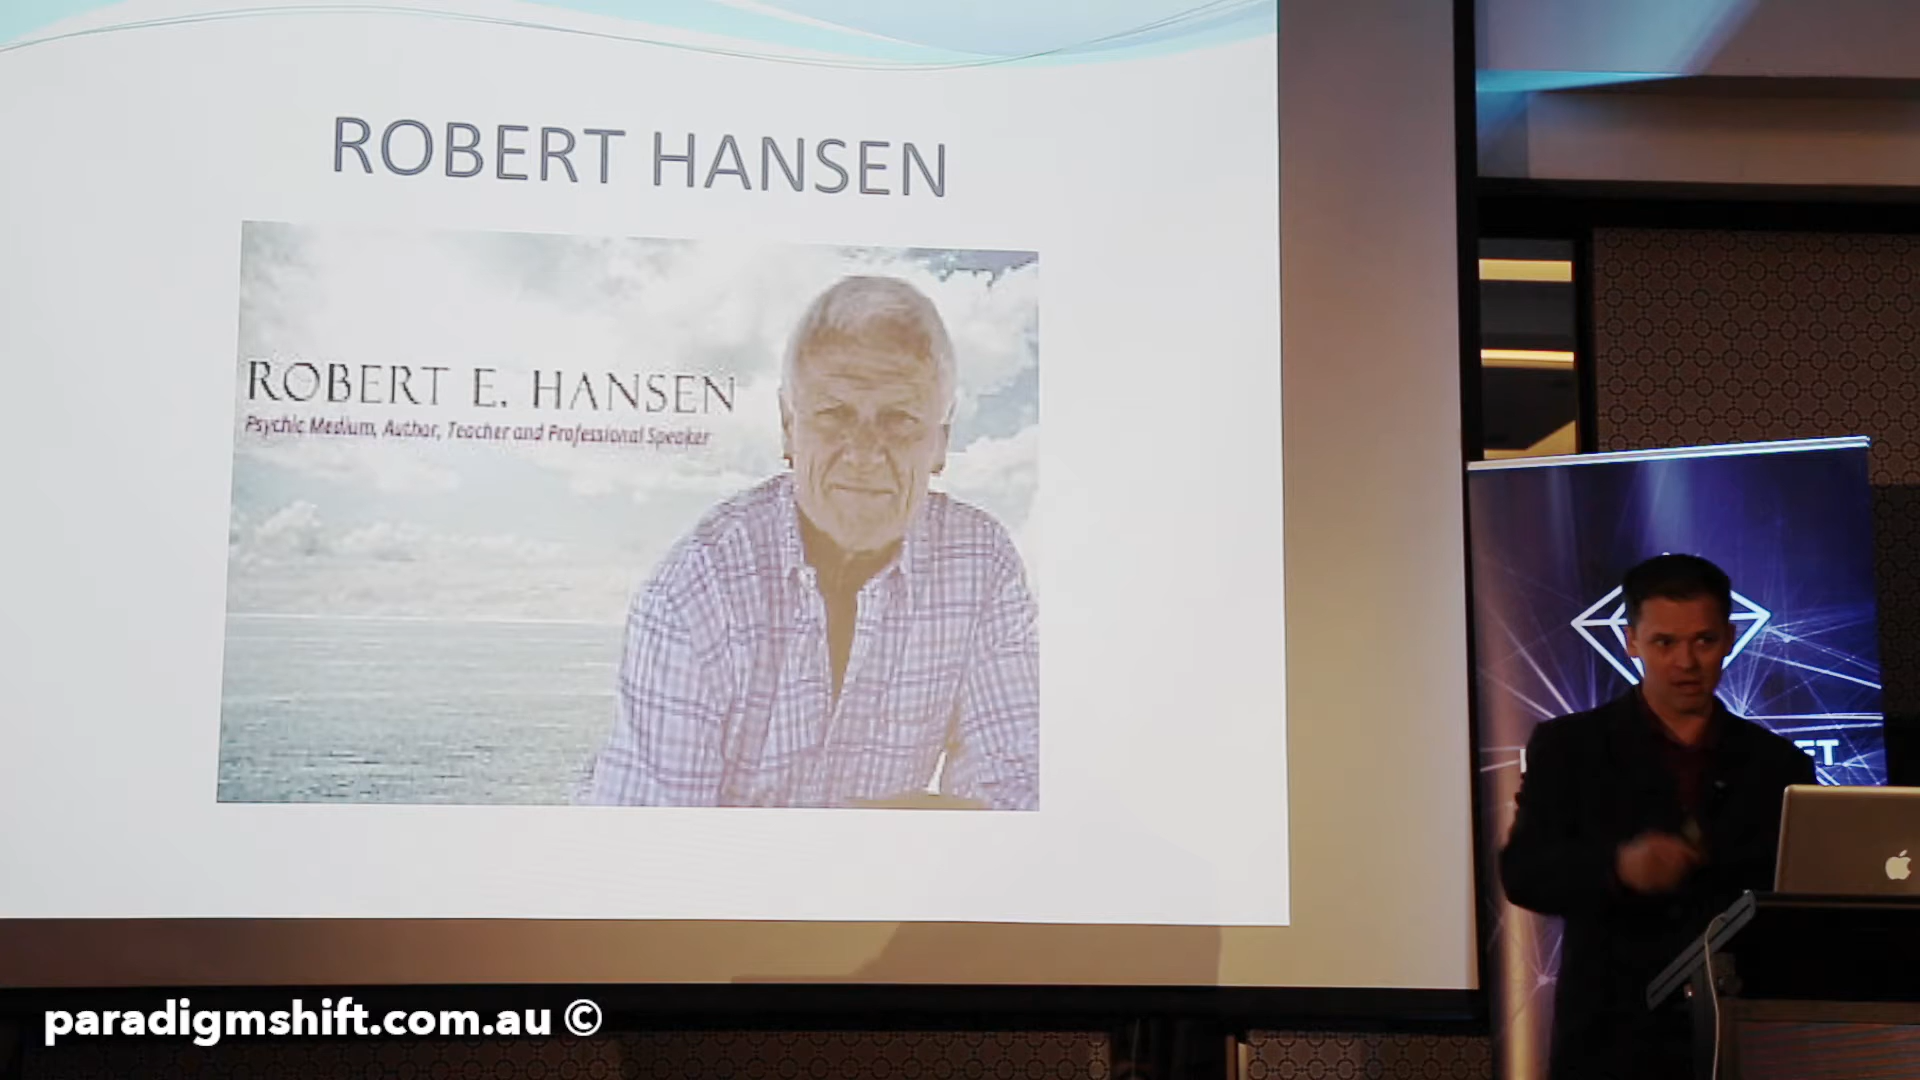 ROBERT HANSEN
ROBERT E. HANSEN
Psychic Medium, Author, Teacher and Professional Speaker
paradigmshift.com.au ©